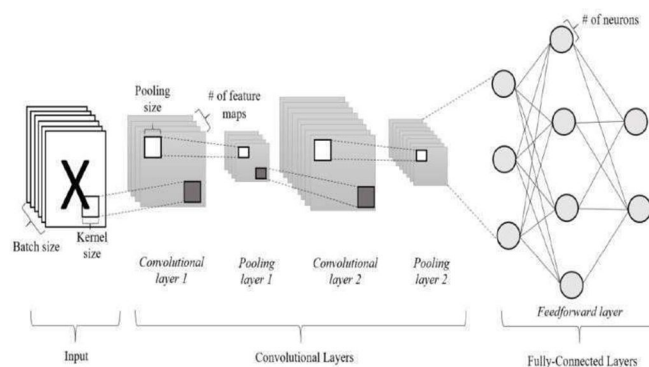 # of neurons
Pooling
size
# of feature
maps
X
Batch size
Kernel
size
Convolutional
layer 1
Pooling
layer 1
Convolutional
layer 2
Pooling
layer 2
Feedforward layer
Input
Convolutional Layers
Fully-Connected Layers